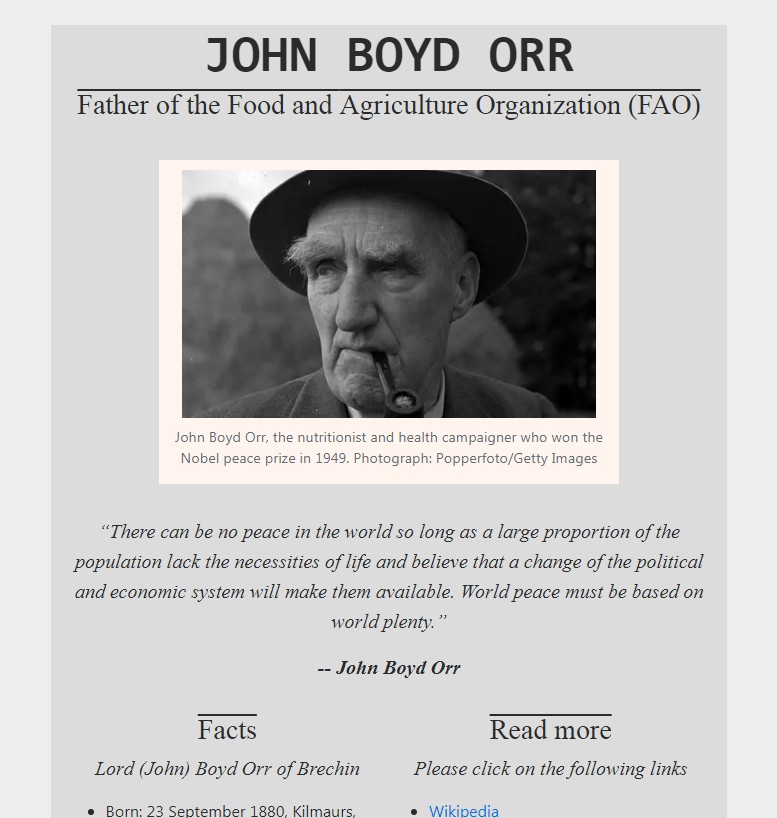 JOHN BOYD ORR
Father of the Food and Agriculture Organization (FAO)
John Boyd Orr, the nutritionist and health campaigner who won the
Nobel peace prize in 1949. Photograph: Popperfoto/Getty Images
“There can be no peace in the world so long as a large proportion of the
population lack the necessities of life and believe that a change of the political
and economic system will make them available. World peace must be based on
world plenty.”
-- John Boyd Orr
Facts
Lord (John) Boyd Orr of Brechin
Born: 23 September 1880, Kilmaurs,
Read more
Please click on the following links
Wikipedia